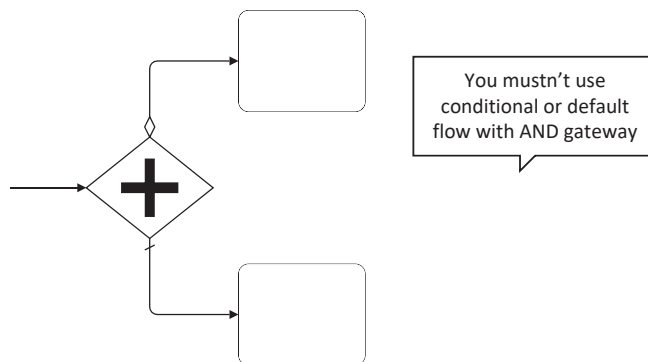 You mustn’t use
conditional or default
flow with AND gateway